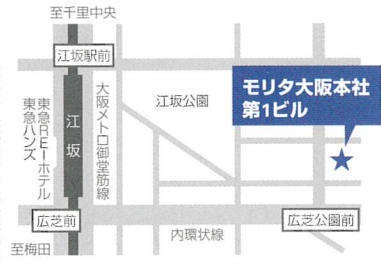 至千里中央
江坂駅前
東急REIホテル
東急ハンズ
江坂
大阪メトロ御堂筋線
江坂公園
モリタ大阪本社
第1ビル
広芝前
至梅田
内環状線
広芝公園前